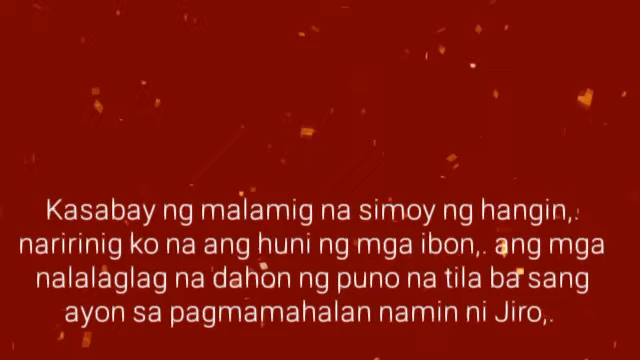 Kasabay ng malamig na simoy ng hangin,.
naririnig ko na ang huni ng mga ibon,. ang mga
nalalaglag na dahon ng puno na tila ba sang
ayon sa pagmamahalan namin ni Jiro,.